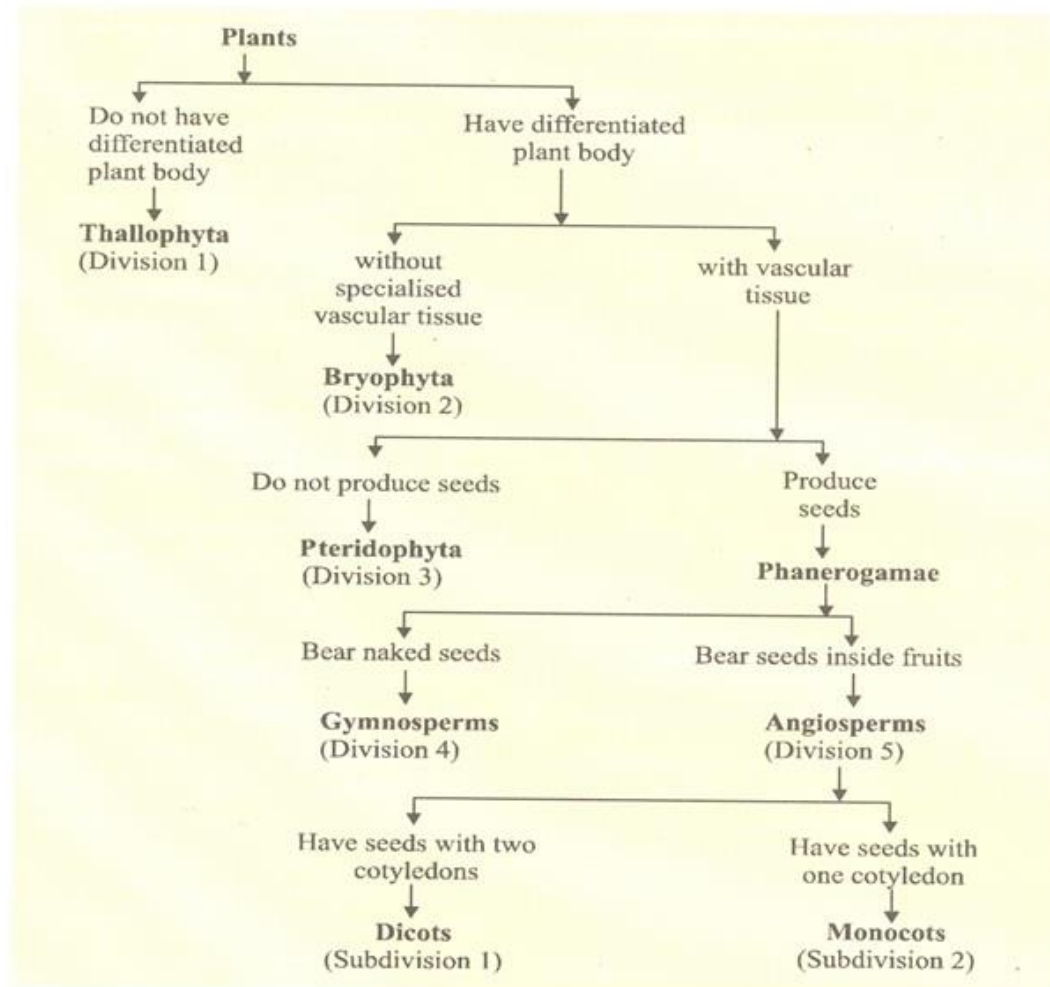 Plants
Do not have
differentiated
plant body
Have differentiated
plant body
Thallophyta
(Division 1)
without
specialised
vascular tissue
with vascular
tissue
Bryophyta
(Division 2)
Do not produce seeds
Produce
seeds
Pteridophyta
(Division 3)
Phanerogamae
Bear naked seeds
Bear seeds inside fruits
Gymnosperms
(Division 4)
Angiosperms
(Division 5)
Have seeds with two
cotyledons
Have seeds with
one cotyledon
Dicots
(Subdivision 1)
Monocots
(Subdivision 2)